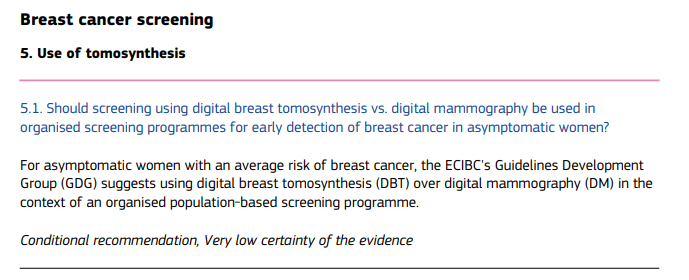 Breast cancer screening
5. Use of tomosynthesis
5.1. Should screening using digital breast tomosynthesis vs. digital mammography be used in
organised screening programmes for early detection of breast cancer in asymptomatic women?
For asymptomatic women with an average risk of breast cancer, the ECIBC's Guidelines Development
Group (GDG) suggests using digital breast tomosynthesis (DBT) over digital mammography (DM) in the
context of an organised population-based screening programme.
Conditional recommendation, Very low certainty of the evidence